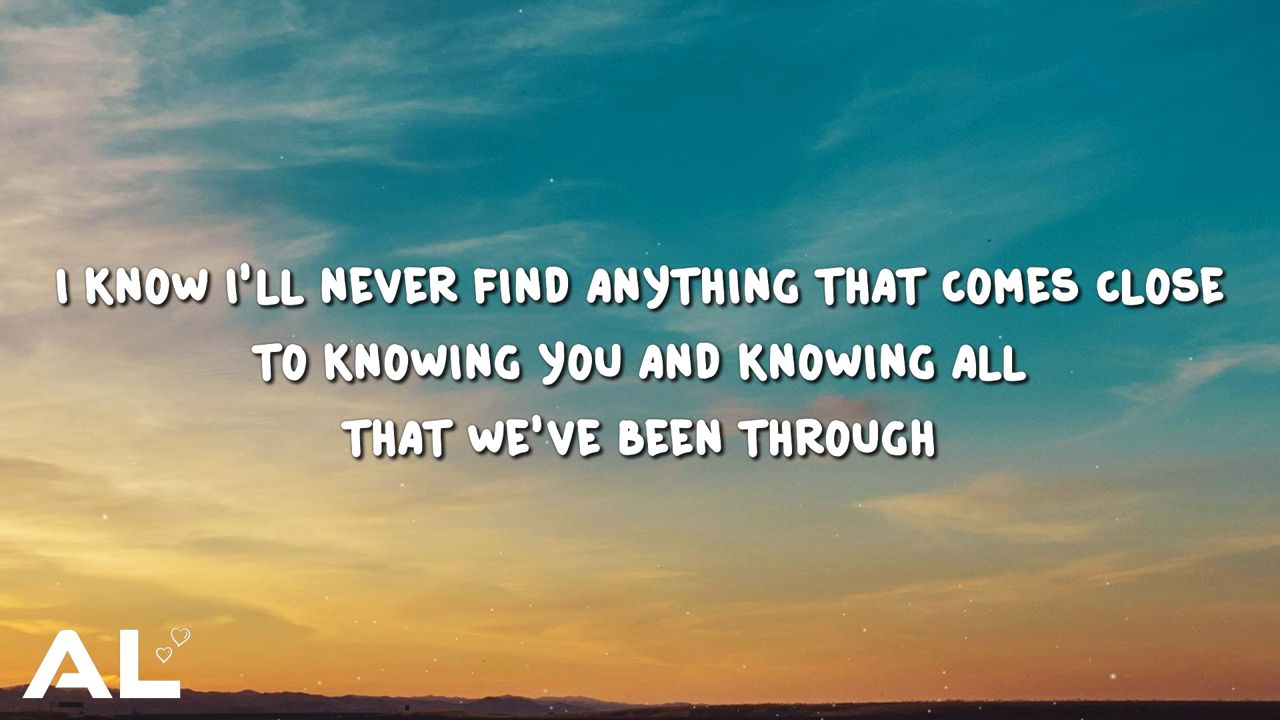 I KNOW I'LL NEVER FIND ANYTHING THAT COMES CLOSE
TO KNOWING YOU AND KNOWING ALL
THAT WE'VE BEEN THROUGH
AL